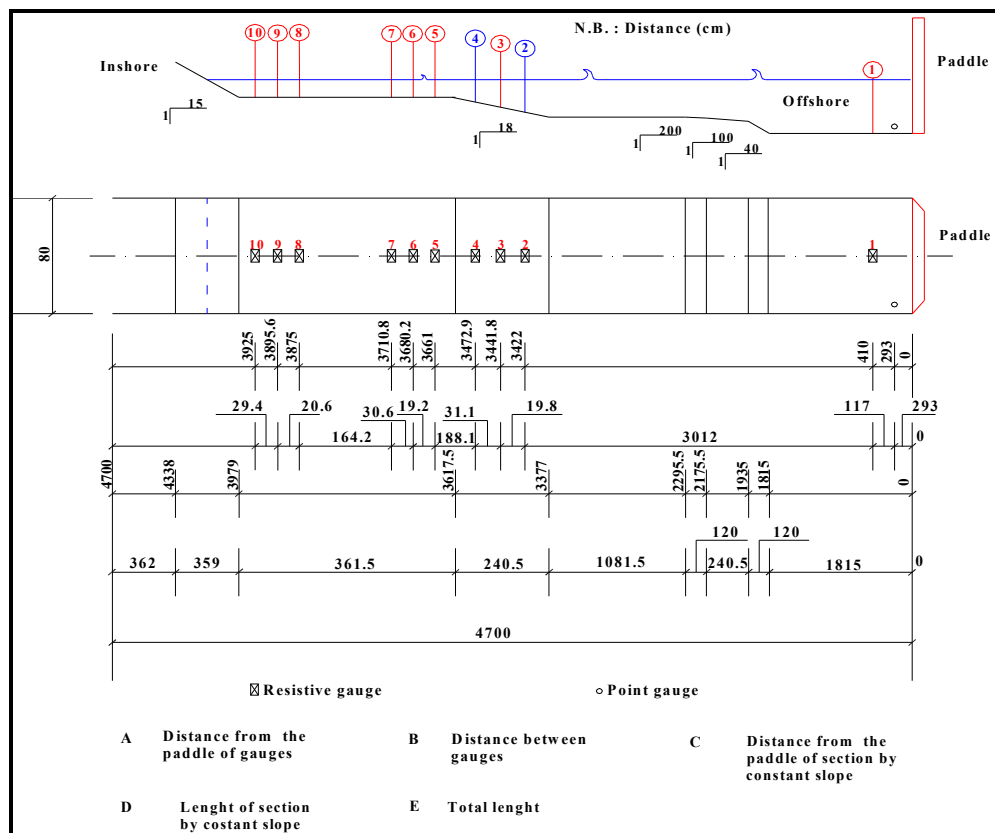 N.B. : Distance (cm)
10 9 8 7 6 5 4 3 2 1
Inshore
Paddle
Offshore
1 15
1 18
1 200
1 100
1 40
80
10 9 8 7 6 5 4 3 2 1
Paddle
3925 3895.6 3875 3710.8 3680.2 3661 3472.9 3441.8 3422 410 293 0
29.4 20.6 30.6 19.2 31.1 19.8 117 293
164.2 188.1 3012 0
4700 4338 3979 3617.5 3377 2295.5 2175.5 1935 1815 0
120 120
362 359 361.5 240.5 1081.5 240.5 1815 0
4700
Resistive gauge Point gauge
A Distance from the
paddle of gauges
B Distance between
gauges
C Distance from the
paddle of section by
constant slope
D Lenght of section
by costant slope
E Total lenght